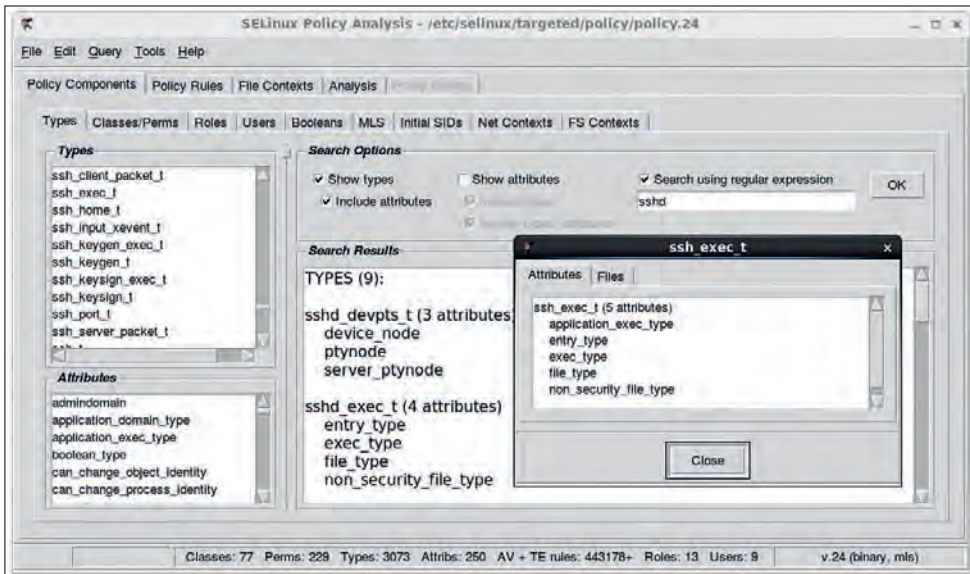 SELinux Policy Analysis - /etc/selinux/targeted/policy/policy.24
File Edit Query Tools Help
Policy Components Policy Rules File Contexts Analysis
Types Classes/Perms Roles Users Booleans MLS Initial SIDs Net Contexts FS Contexts
Types
ssh_client_packet_t
ssh_exec_t
ssh_home_t
ssh_input_xevent_t
ssh_keygen_exec_t
ssh_keygen_t
ssh_keysign_exec_t
ssh_keysign_t
ssh_port_t
ssh_server_packet_t
Attributes
admindomain
application_domain_type
application_exec_type
boolean_type
can_change_object_identity
can_change_process_identity
Search Options
Show types Show attributes Search using regular expression
Include attributes
sshd
OK
Search Results
TYPES (9):
sshd_devpts_t (3 attributes)
device_node
ptynode
server_ptynode
sshd_exec_t (4 attributes)
entry_type
exec_type
file_type
non_security_file_type
ssh_exec_t
Attributes Files
ssh_exec_t (5 attributes)
application_exec_type
entry_type
exec_type
file_type
non_security_file_type
Close
Classes: 77 Perms: 229 Types: 3073 Attribs: 250 AV + TE rules: 443178+ Roles: 13 Users: 9
v.24 (binary, mls)